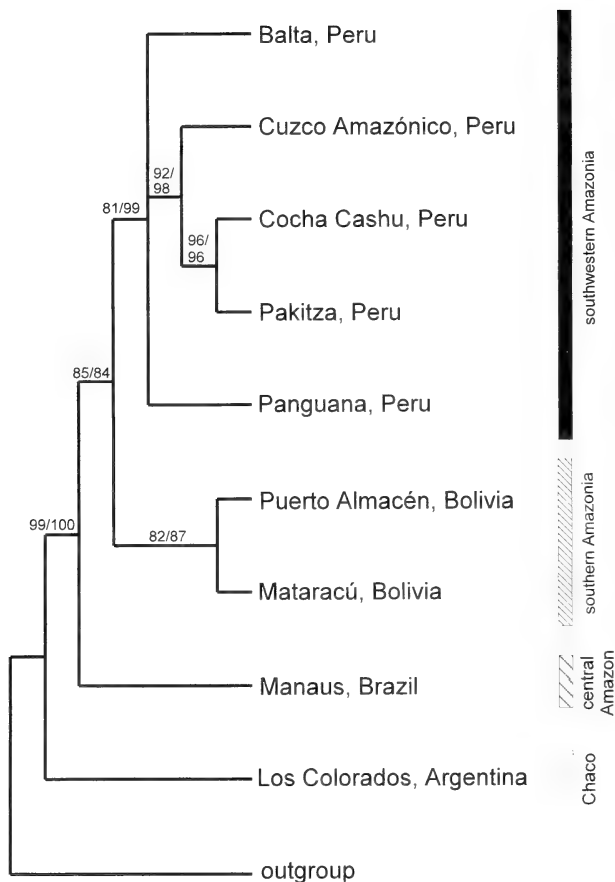 Balta, Peru
Cuzco Amazónico, Peru
92/
98
81/99
Cocha Cashu, Peru
96/
96
Pakitza, Peru
southwestern Amazonia
85/84
Panguana, Peru
Puerto Almacén, Bolivia
99/100
82/87
southern Amazonia
Mataracú, Bolivia
Manaus, Brazil
central
Amazon
Los Colorados, Argentina
Chaco
outgroup